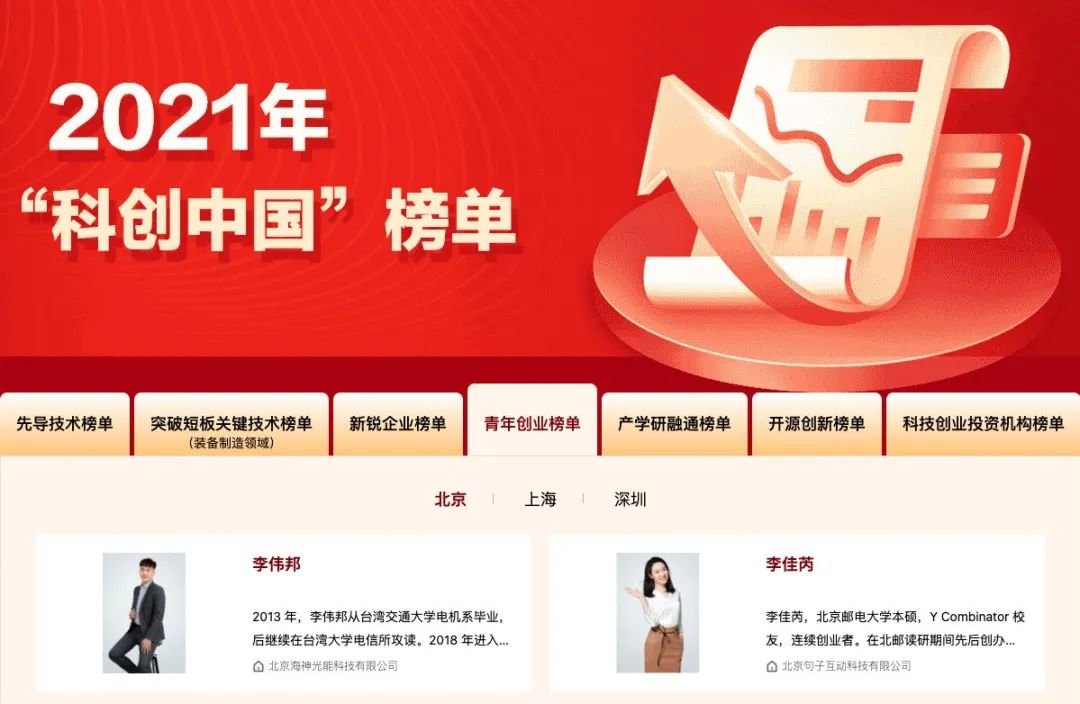 2021年
“科创中国”榜单
先导技术榜单
突破短板关键技术榜单
(装备制造领域)
新锐企业榜单
青年创业榜单
产学研融通榜单
开源创新榜单
科技创业投资机构榜单
北京
上海
深圳
李伟邦
2013 年，李伟邦从台湾交通大学电机系毕业，
后继续在台湾大学电信所攻读。2018 年进入...
北京海神光能科技有限公司
李佳芮
李佳芮，北京邮电大学本硕，Y Combinator 校
友，连续创业者。在北邮读研期间先后创办...
北京句子互动科技有限公司